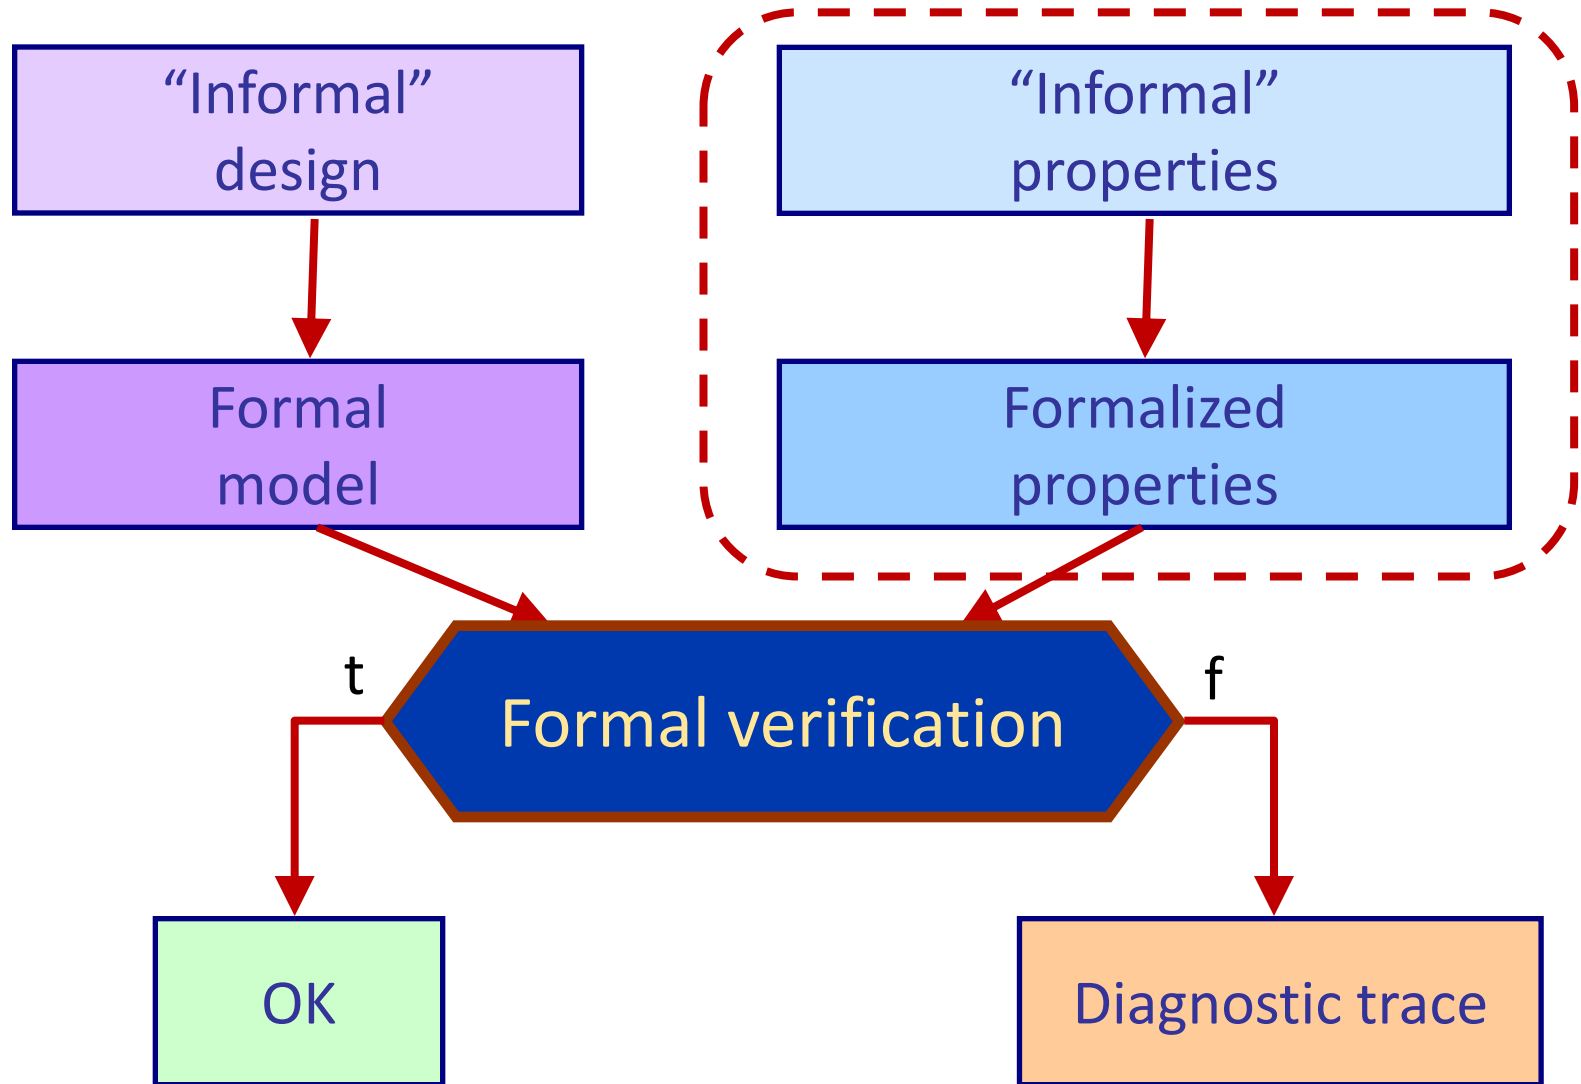 “Informal”
design
“Informal”
properties
Formal
model
Formalized
properties
t
f
Formal verification
OK
Diagnostic trace